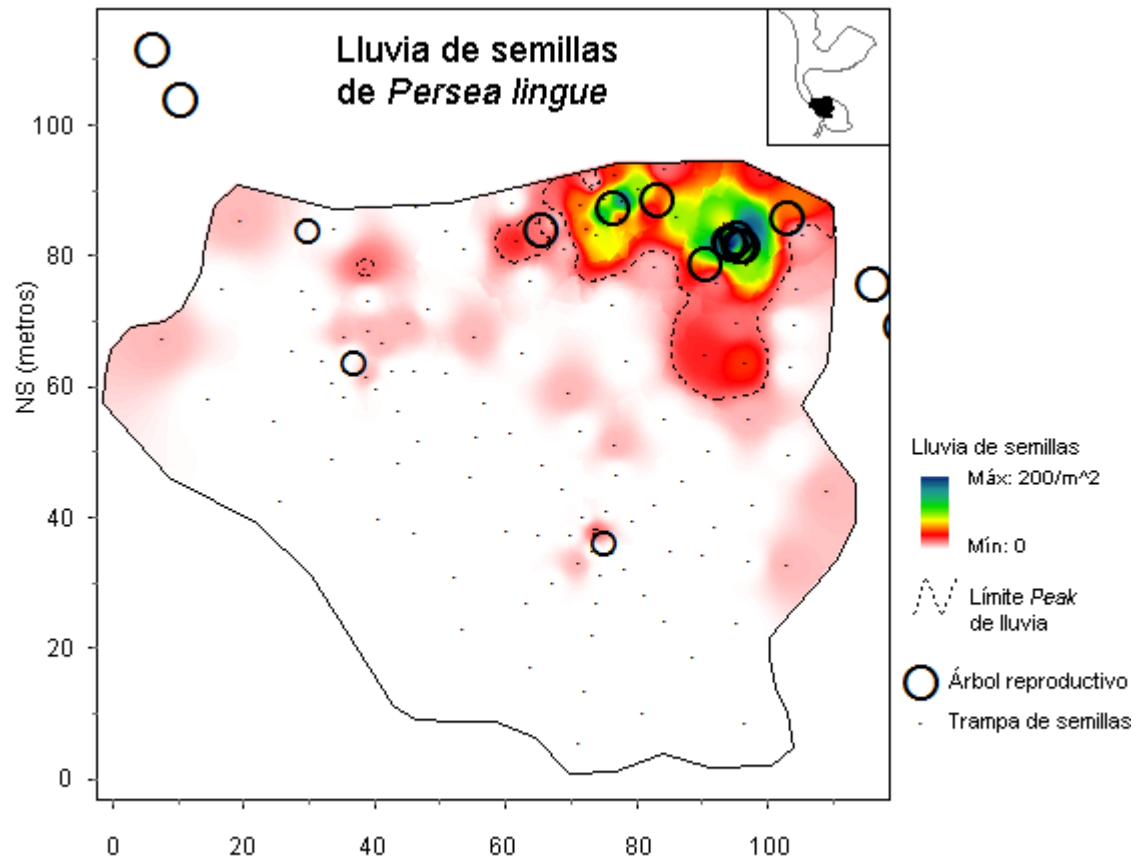 Lluvia de semillas
de Persea lingue
100
80
60
40
20
0
NS (metros)
0 20 40 60 80 100
Lluvia de semillas
Máx: 200/m^2
Mín: 0
Límite Peak
de lluvia
Árbol reproductivo
Trampa de semillas